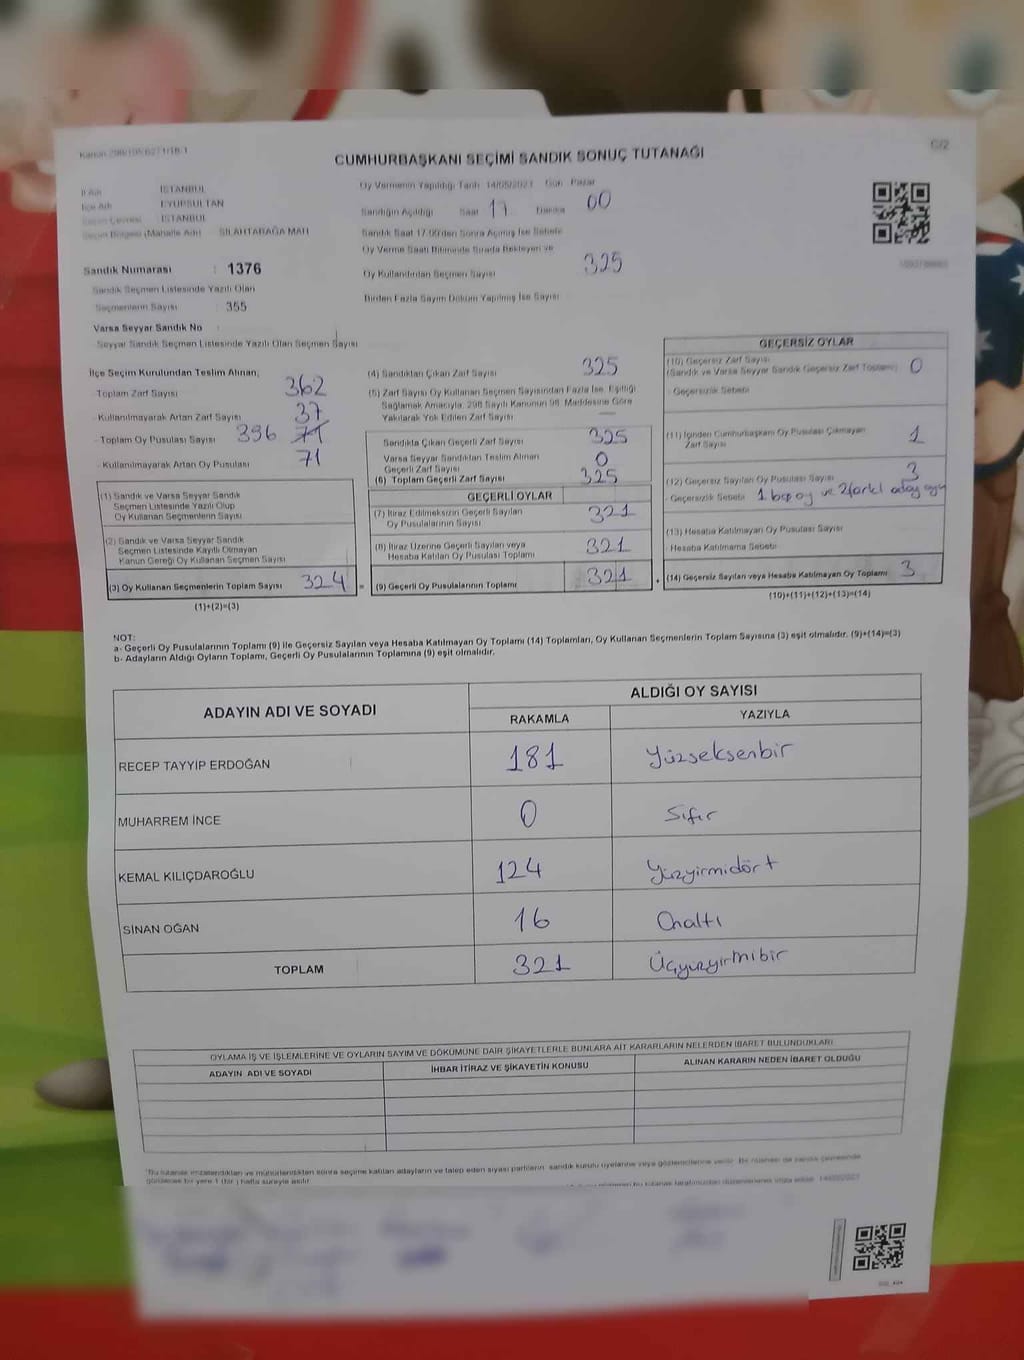 CUMHURBAŞKANI SEÇİMİ SANDIK SONUÇ TUTANAĞI
C/2
İl Adı İSTANBUL
İlçe Adı EYÜPSULTAN
Seçim Çevresi İSTANBUL
Seçim Bölgesi (Mahalle Adı) SİLAHTARAĞA MAH
Oy Vermenin Yapıldığı Tarih 14/05/2023 Gün Pazar
Sandığın Açıldığı Saat 17 Dakika 00
Sandık Saat 17.00'den Sonra Açılmış İse Sebebi
Oy Verme Saati Bitiminde Sırada Bekleyen ve
Oy Kullandırılan Seçmen Sayısı 325
Birden Fazla Sayım Döküm Yapılmış İse Sayısı
Sandık Numarası : 1376
Sandık Seçmen Listesinde Yazılı Olan
Seçmenlerin Sayısı : 355
Varsa Seyyar Sandık No
Seyyar Sandık Seçmen Listesinde Yazılı Olan Seçmen Sayısı
İlçe Seçim Kurulundan Teslim Alınan;
- Toplam Zarf Sayısı 362
- Kullanılmayarak Artan Zarf Sayısı 37
- Toplam Oy Pusulası Sayısı 396 71
- Kullanılmayarak Artan Oy Pusulası 71
(1) Sandık ve Varsa Seyyar Sandık
Seçmen Listesinde Yazılı Olup
Oy Kullanan Seçmenlerin Sayısı
(2) Sandık ve Varsa Seyyar Sandık
Seçmen Listesinde Kayıtlı Olmayan
Kanun Gereği Oy Kullanan Seçmen Sayısı
(3) Oy Kullanan Seçmenlerin Toplam Sayısı 324 =
(1)+(2)=(3)
(4) Sandıktan Çıkan Zarf Sayısı 325
(5) Zarf Sayısı Oy Kullanan Seçmen Sayısından Fazla İse, Eşitliği
Sağlamak Amacıyla, 298 Sayılı Kanunun 98. Maddesine Göre
Yakılarak Yok Edilen Zarf Sayısı —
Sandıkta Çıkan Geçerli Zarf Sayısı 325
Varsa Seyyar Sandıktan Teslim Alınan
Geçerli Zarf Sayısı 0
(6) Toplam Geçerli Zarf Sayısı 325
GEÇERLİ OYLAR
(7) İtiraz Edilmeksizin Geçerli Sayılan
Oy Pusulalarının Sayısı 321
(8) İtiraz Üzerine Geçerli Sayılan veya
Hesaba Katılan Oy Pusulası Toplamı 321
(9) Geçerli Oy Pusulalarının Toplamı 321
GEÇERSİZ OYLAR
(10) Geçersiz Zarf Sayısı
(Sandık ve Varsa Seyyar Sandık Geçersiz Zarf Toplamı) 0
- Geçersizlik Sebebi
(11) İçinden Cumhurbaşkanı Oy Pusulası Çıkmayan
Zarf Sayısı 1
(12) Geçersiz Sayılan Oy Pusulası Sayısı 3
- Geçersizlik Sebebi 1 boş oy ve 2 farklı aday oyu
(13) Hesaba Katılmayan Oy Pusulası Sayısı
- Hesaba Katılmama Sebebi
(14) Geçersiz Sayılan veya Hesaba Katılmayan Oy Toplamı 3
(10)+(11)+(12)+(13)=(14)
NOT:
a- Geçerli Oy Pusulalarının Toplamı (9) ile Geçersiz Sayılan veya Hesaba Katılmayan Oy Toplamı (14) Toplamları, Oy Kullanan Seçmenlerin Toplam Sayısına (3) eşit olmalıdır. (9)+(14)=(3)
b- Adayların Aldığı Oyların Toplamı, Geçerli Oy Pusulalarının Toplamına (9) eşit olmalıdır.
ADAYIN ADI VE SOYADI ALDIĞI OY SAYISI
RAKAMLA YAZIYLA
RECEP TAYYİP ERDOĞAN 181 Yüzseksenbir
MUHARREM İNCE 0 Sıfır
KEMAL KILIÇDAROĞLU 124 Yüzyirmidört
SİNAN OĞAN 16 Onaltı
TOPLAM 321 Üçyüzyirmibir
OYLAMA İŞ VE İŞLEMLERİNE VE OYLARIN SAYIM VE DÖKÜMÜNE DAİR ŞİKAYETLERLE BUNLARA AİT KARARLARIN NELERDEN İBARET BULUNDUKLARI
ADAYIN ADI VE SOYADI İHBAR İTİRAZ VE ŞİKAYETİN KONUSU ALINAN KARARIN NEDEN İBARET OLDUĞU